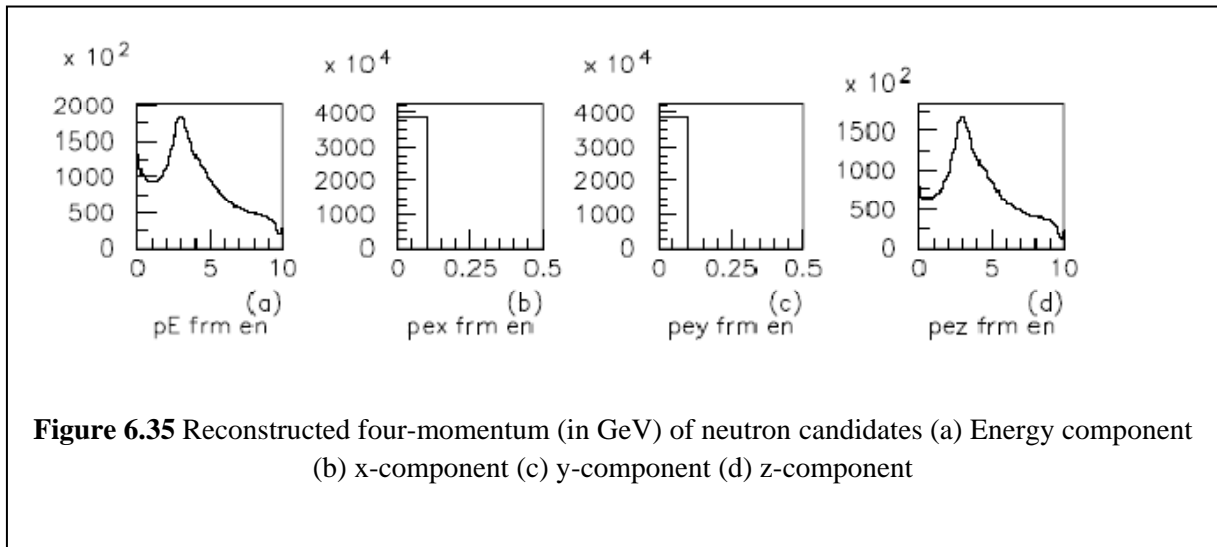 x 10²
2000
1500
1000
500
0
0 5 10
(a)
pE frm en
x 10⁴
4000
3000
2000
1000
0
0 0.25 0.5
(b)
pex frm en
x 10⁴
4000
3000
2000
1000
0
0 0.25 0.5
(c)
pey frm en
x 10²
1500
1000
500
0
0 5 10
(d)
pez frm en
Figure 6.35 Reconstructed four-momentum (in GeV) of neutron candidates (a) Energy component
(b) x-component (c) y-component (d) z-component